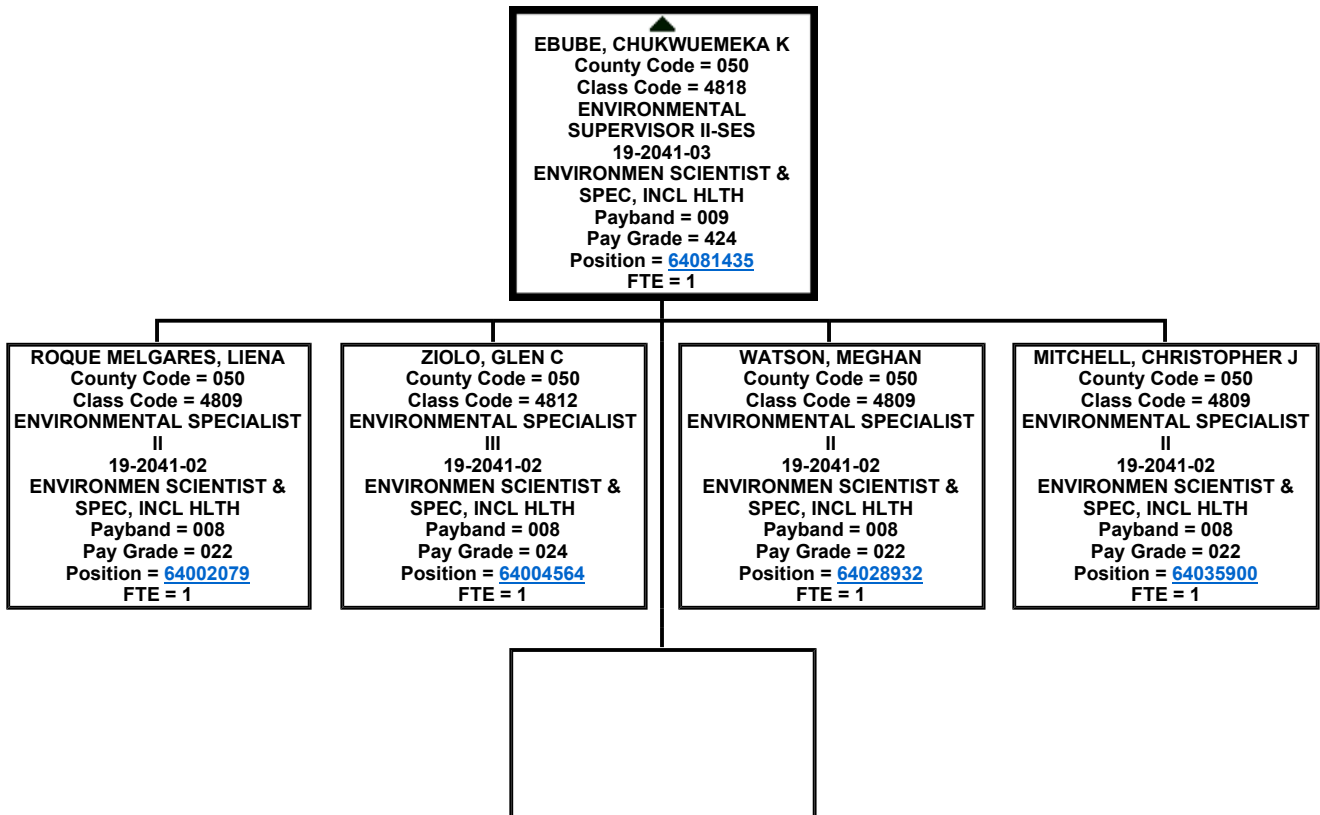 EBUBE, CHUKWUEMEKA K
County Code = 050
Class Code = 4818
ENVIRONMENTAL
SUPERVISOR II-SES
19-2041-03
ENVIRONMEN SCIENTIST &
SPEC, INCL HLTH
Payband = 009
Pay Grade = 424
Position = 64081435
FTE = 1
ROQUE MELGARES, LIENA
County Code = 050
Class Code = 4809
ENVIRONMENTAL SPECIALIST
II
19-2041-02
ENVIRONMEN SCIENTIST &
SPEC, INCL HLTH
Payband = 008
Pay Grade = 022
Position = 64002079
FTE = 1
ZIOLO, GLEN C
County Code = 050
Class Code = 4812
ENVIRONMENTAL SPECIALIST
III
19-2041-02
ENVIRONMEN SCIENTIST &
SPEC, INCL HLTH
Payband = 008
Pay Grade = 024
Position = 64004564
FTE = 1
WATSON, MEGHAN
County Code = 050
Class Code = 4809
ENVIRONMENTAL SPECIALIST
II
19-2041-02
ENVIRONMEN SCIENTIST &
SPEC, INCL HLTH
Payband = 008
Pay Grade = 022
Position = 64028932
FTE = 1
MITCHELL, CHRISTOPHER J
County Code = 050
Class Code = 4809
ENVIRONMENTAL SPECIALIST
II
19-2041-02
ENVIRONMEN SCIENTIST &
SPEC, INCL HLTH
Payband = 008
Pay Grade = 022
Position = 64035900
FTE = 1